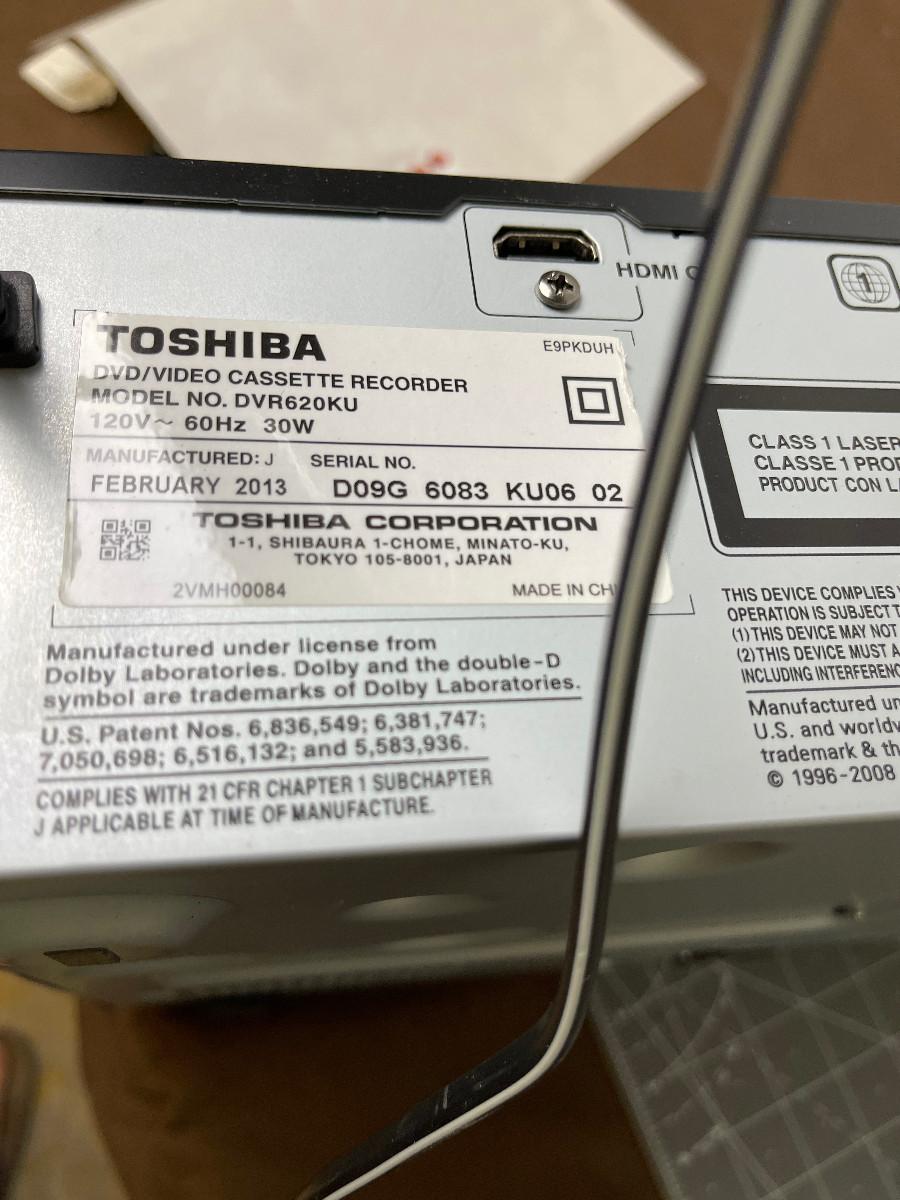 HDMI
1
TOSHIBA
E9PKDUH
DVD/VIDEO CASSETTE RECORDER
MODEL NO. DVR620KU
120V~ 60Hz 30W
MANUFACTURED: J SERIAL NO.
FEBRUARY 2013 D09G 6083 KU06 02
TOSHIBA CORPORATION
1-1, SHIBAURA 1-CHOME, MINATO-KU,
TOKYO 105-8001, JAPAN
2VMH00084 MADE IN
Manufactured under license from
Dolby Laboratories. Dolby and the double-D
symbol are trademarks of Dolby Laboratories.
U.S. Patent Nos. 6,836,549; 6,381,747;
7,050,698; 6,516,132; and 5,583,936.
COMPLIES WITH 21 CFR CHAPTER 1 SUBCHAPTER
J APPLICABLE AT TIME OF MANUFACTURE.
CLASS 1 LASER
CLASSE 1
PRODUCT CON
THIS DEVICE COMPLIES
OPERATION IS SUBJECT
(1) THIS DEVICE MAY NOT
(2) THIS DEVICE MUST
INCLUDING
Manufactured
U.S. and
trademark & 
© 1996-2008